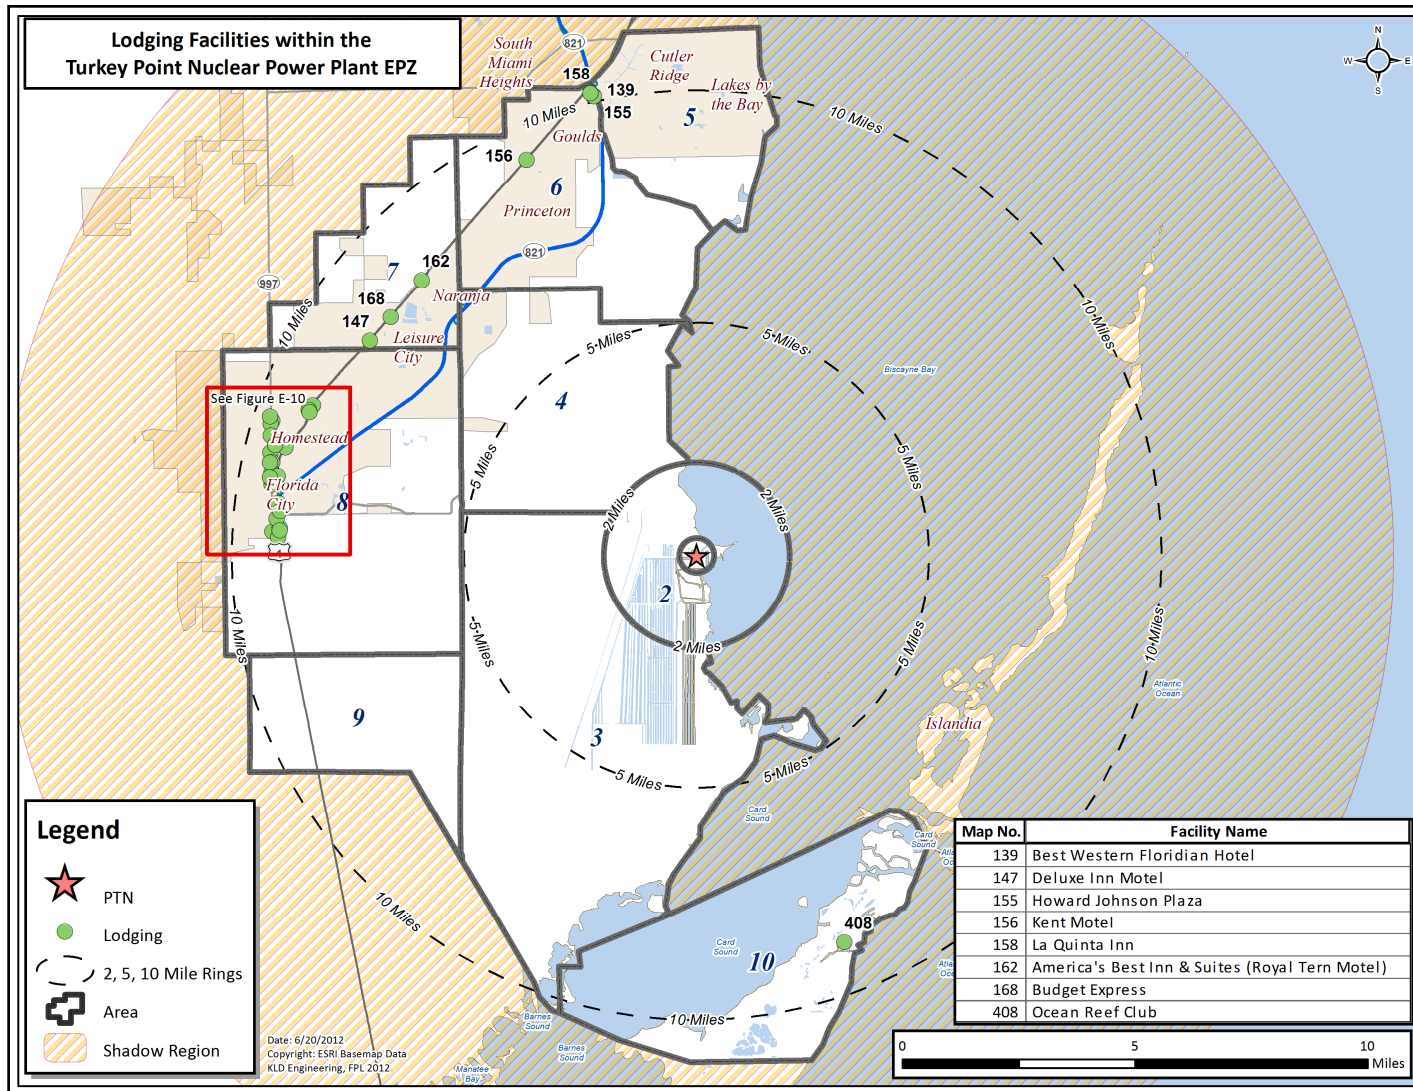 Lodging Facilities within the
Turkey Point Nuclear Power Plant EPZ
N
W E
S
South
Miami
Heights
821
Cutler
Ridge
Lakes by
the Bay
158
139
155
10 Miles
10 Miles
5
Goulds
156
6
Princeton
821
7
162
997
168
Naranja
147
10 Miles
Leisure
City
10 Miles
5 Miles
5 Miles
Biscayne Bay
See Figure E-10
4
Homestead
5 Miles
5 Miles
Florida
City
8
2 Miles
2 Miles
1
2
10 Miles
5 Miles
2 Miles
5 Miles
10 Miles
Atlantic
Ocean
9
3
Islandia
5 Miles
5 Miles
Card
Sound
Card
Sound
10 Miles
408
Card
Sound
10
10 Miles
Barnes
Sound
Barnes
Sound
Manatee
Bay
Legend
PTN
Lodging
2, 5, 10 Mile Rings
Area
Shadow Region
Date: 6/20/2012
Copyright: ESRI Basemap Data
KLD Engineering, FPL 2012
Map No. Facility Name
139 Best Western Floridian Hotel
147 Deluxe Inn Motel
155 Howard Johnson Plaza
156 Kent Motel
158 La Quinta Inn
162 America's Best Inn & Suites (Royal Tern Motel)
168 Budget Express
408 Ocean Reef Club
0 5 10
Miles